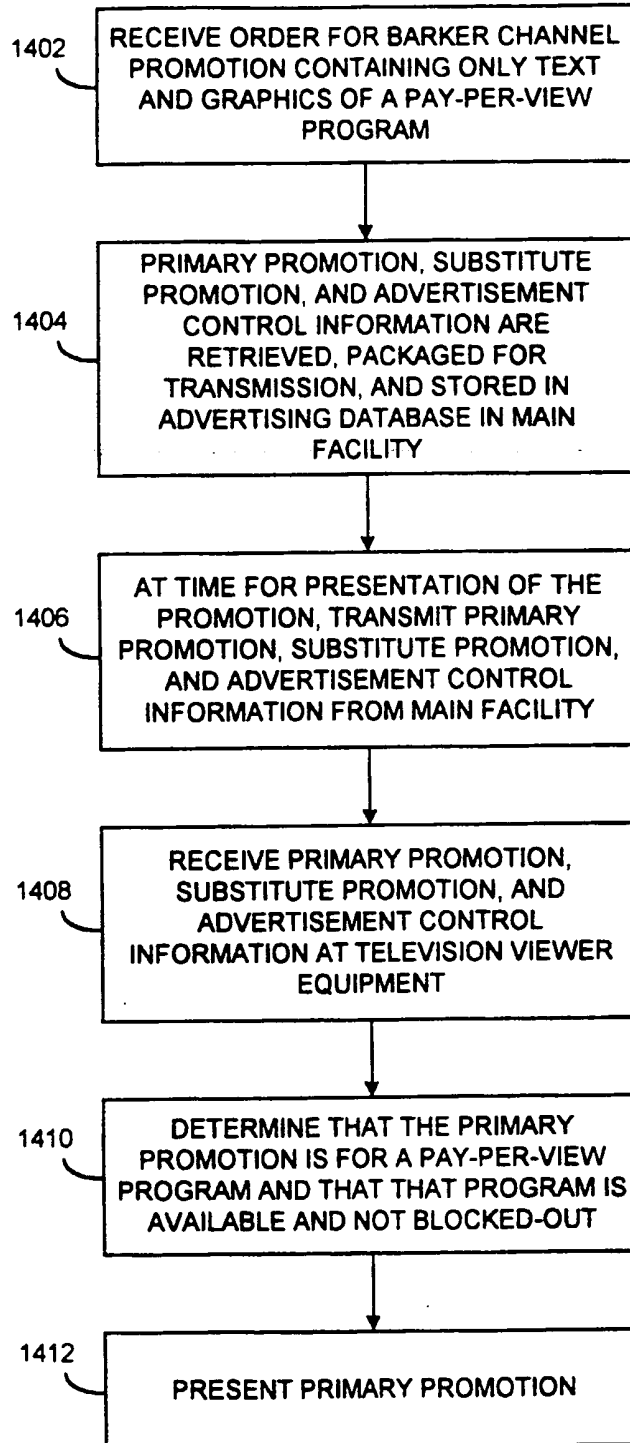 1402
RECEIVE ORDER FOR BARKER CHANNEL
PROMOTION CONTAINING ONLY TEXT
AND GRAPHICS OF A PAY-PER-VIEW
PROGRAM
1404
PRIMARY PROMOTION, SUBSTITUTE
PROMOTION, AND ADVERTISEMENT
CONTROL INFORMATION ARE
RETRIEVED, PACKAGED FOR
TRANSMISSION, AND STORED IN
ADVERTISING DATABASE IN MAIN
FACILITY
1406
AT TIME FOR PRESENTATION OF THE
PROMOTION, TRANSMIT PRIMARY
PROMOTION, SUBSTITUTE PROMOTION,
AND ADVERTISEMENT CONTROL
INFORMATION FROM MAIN FACILITY
1408
RECEIVE PRIMARY PROMOTION,
SUBSTITUTE PROMOTION, AND
ADVERTISEMENT CONTROL
INFORMATION AT TELEVISION VIEWER
EQUIPMENT
1410
DETERMINE THAT THE PRIMARY
PROMOTION IS FOR A PAY-PER-VIEW
PROGRAM AND THAT THAT PROGRAM IS
AVAILABLE AND NOT BLOCKED-OUT
1412
PRESENT PRIMARY PROMOTION